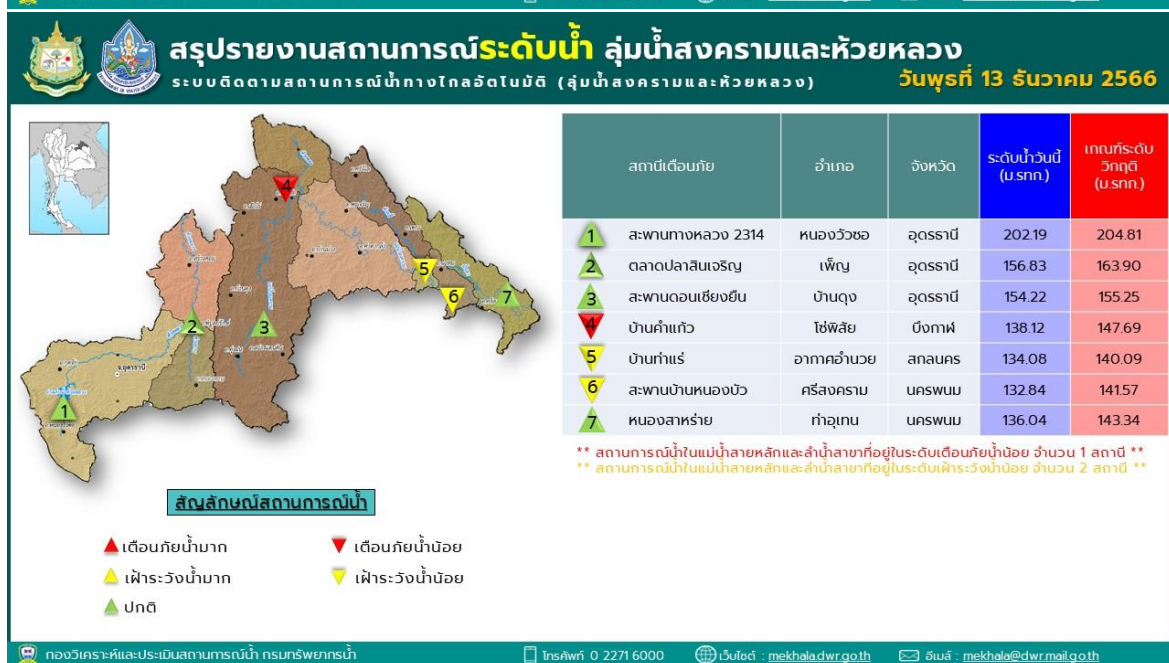 สรุปรายงานสถานการณ์ระดับน้ำ ลุ่มน้ำสงครามและห้วยหลวง
ระบบติดตามสถานการณ์น้ำทางไกลอัตโนมัติ (ลุ่มน้ำสงครามและห้วยหลวง)
วันพุธที่ 13 ธันวาคม 2566
สถานีเตือนภัย อำเภอ จังหวัด ระดับน้ำวันนี้ (ม.รทก.) เกณฑ์ระดับวิกฤติ (ม.รทก.)
1 สะพานทางหลวง 2314 หนองวัวซอ อุดรธานี 202.19 204.81
2 ตลาดปลาสินเจริญ เพ็ญ อุดรธานี 156.83 163.90
3 สะพานดอนเชียงยืน บ้านดุง อุดรธานี 154.22 155.25
4 บ้านคำแก้ว โซ่พิสัย บึงกาฬ 138.12 147.69
5 บ้านท่าแร่ อากาศอำนวย สกลนคร 134.08 140.09
6 สะพานบ้านหนองบัว ศรีสงคราม นครพนม 132.84 141.57
7 หนองสาหร่าย ท่าอุเทน นครพนม 136.04 143.34
** สถานการณ์น้ำในแม่น้ำสายหลักและลำน้ำสาขาที่อยู่ในระดับเตือนภัยน้ำน้อย จำนวน 1 สถานี **
** สถานการณ์น้ำในแม่น้ำสายหลักและลำน้ำสาขาที่อยู่ในระดับเฝ้าระวังน้ำน้อย จำนวน 2 สถานี **
4
5
6
7
2
3
1
อ.อุดรธานี
สัญลักษณ์สถานการณ์น้ำ
เตือนภัยน้ำมาก เตือนภัยน้ำน้อย
เฝ้าระวังน้ำมาก เฝ้าระวังน้ำน้อย
ปกติ
กองวิเคราะห์และประเมินสถานการณ์น้ำ กรมทรัพยากรน้ำ โทรศัพท์ 0 2271 6000 เว็บไซต์ : mekhala.dwr.go.th อีเมล์ : mekhala@dwr.mail.go.th